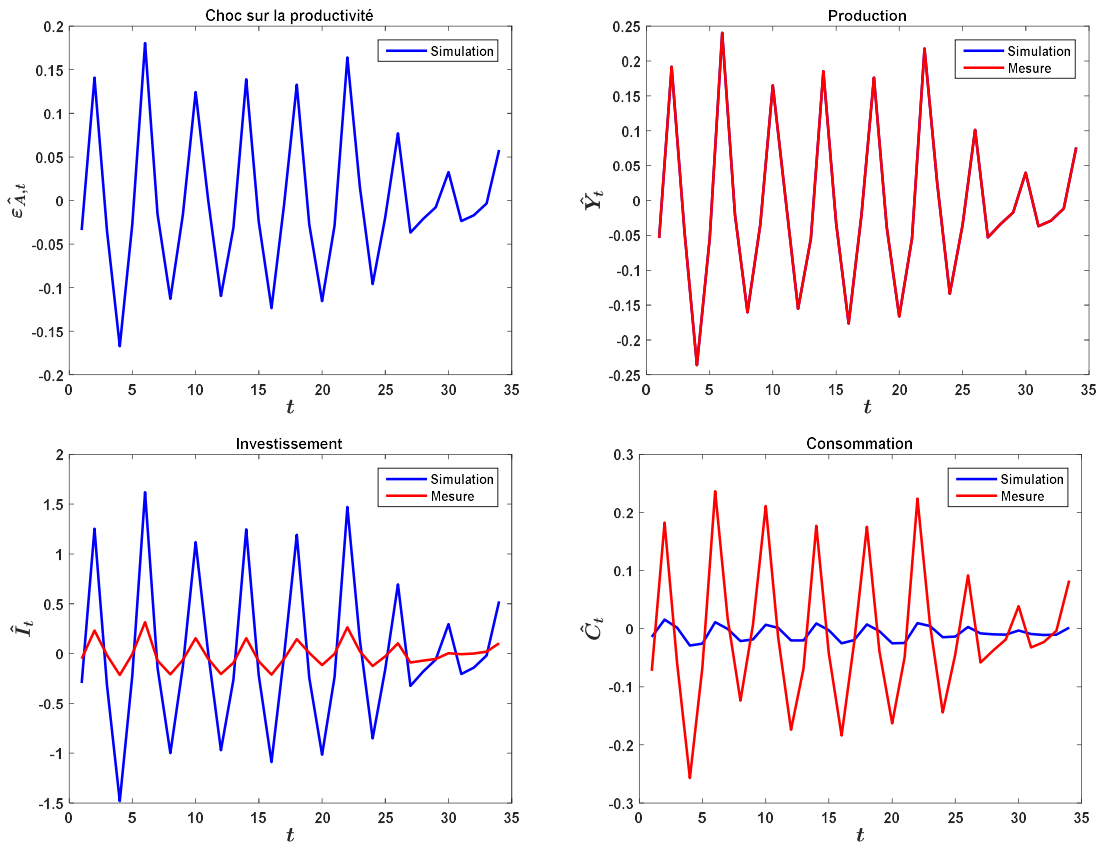 Choc sur la productivité
0.2
0.15
0.1
0.05
0
-0.05
-0.1
-0.15
-0.2
ε̂_{A,t}
Simulation
0 5 10 15 20 25 30 35
t
Production
0.25
0.2
0.15
0.1
0.05
0
-0.05
-0.1
-0.15
-0.2
-0.25
Ŷ_t
Simulation
Mesure
0 5 10 15 20 25 30 35
t
Investissement
2
1.5
1
0.5
0
-0.5
-1
-1.5
Î_t
Simulation
Mesure
0 5 10 15 20 25 30 35
t
Consommation
0.3
0.2
0.1
0
-0.1
-0.2
-0.3
Ĉ_t
Simulation
Mesure
0 5 10 15 20 25 30 35
t